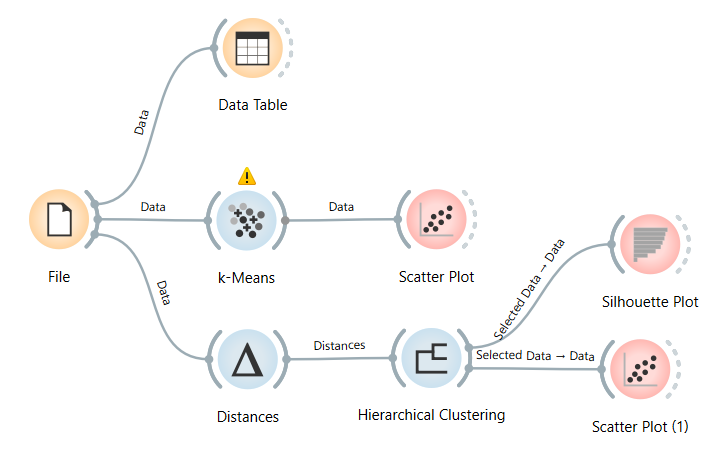 Data
Data Table
Data
Data
File
k-Means
Scatter Plot
Data
Selected Data → Data
Silhouette Plot
Distances
Selected Data → Data
Distances
Hierarchical Clustering
Scatter Plot (1)